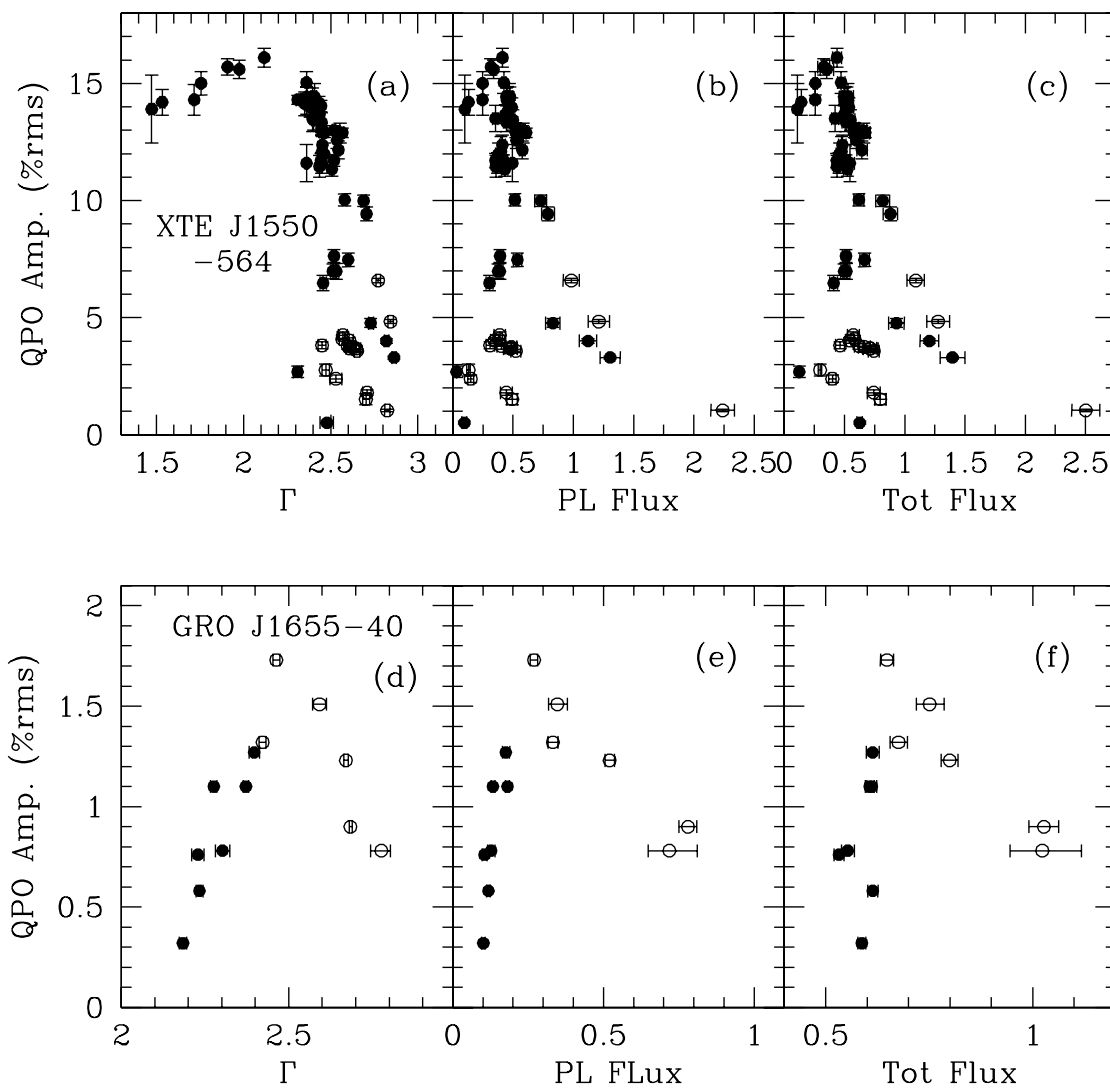 QPO Amp. (%rms)
15
10
5
0
(a)
(b)
(c)
XTE J1550
-564
1.5
2
2.5
3
0
0.5
1
1.5
2
2.5
0
0.5
1
1.5
2
2.5
Γ
PL Flux
Tot Flux
QPO Amp. (%rms)
2
1.5
1
0.5
0
GRO J1655-40
(d)
(e)
(f)
2
2.5
0
0.5
1
0.5
1
Γ
PL FLux
Tot Flux